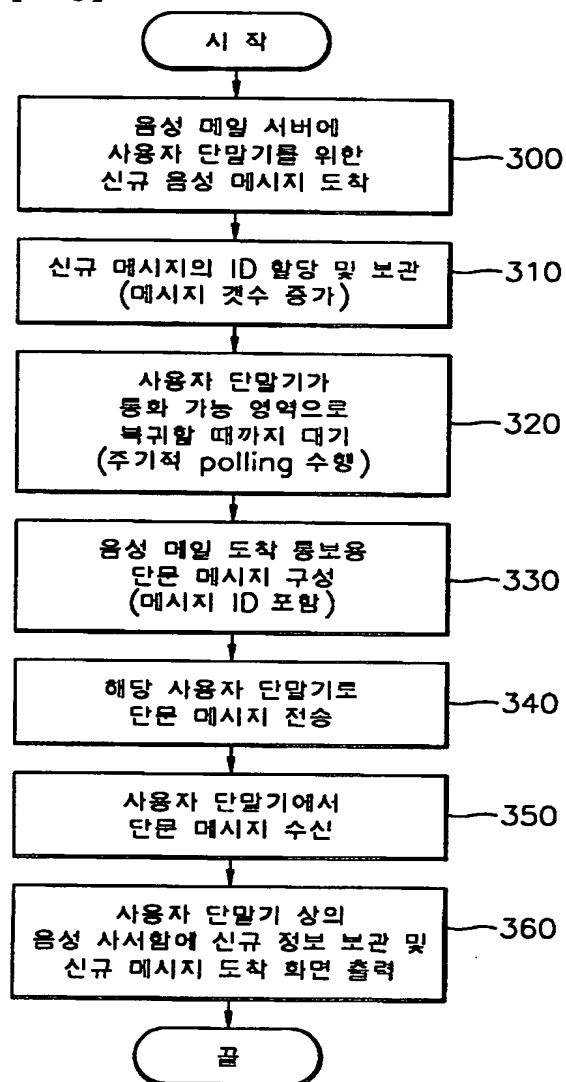 시 작
음성 메일 서버에
사용자 단말기를 위한
신규 음성 메시지 도착
300
신규 메시지의 ID 할당 및 보관
(메시지 갯수 증가)
310
사용자 단말기가
통화 가능 영역으로
복귀할 때까지 대기
(주기적 polling 수행)
320
음성 메일 도착 통보용
단문 메시지 구성
(메시지 ID 포함)
330
해당 사용자 단말기로
단문 메시지 전송
340
사용자 단말기에서
단문 메시지 수신
350
사용자 단말기 상의
음성 사서함에 신규 정보 보관 및
신규 메시지 도착 화면 출력
360
끝